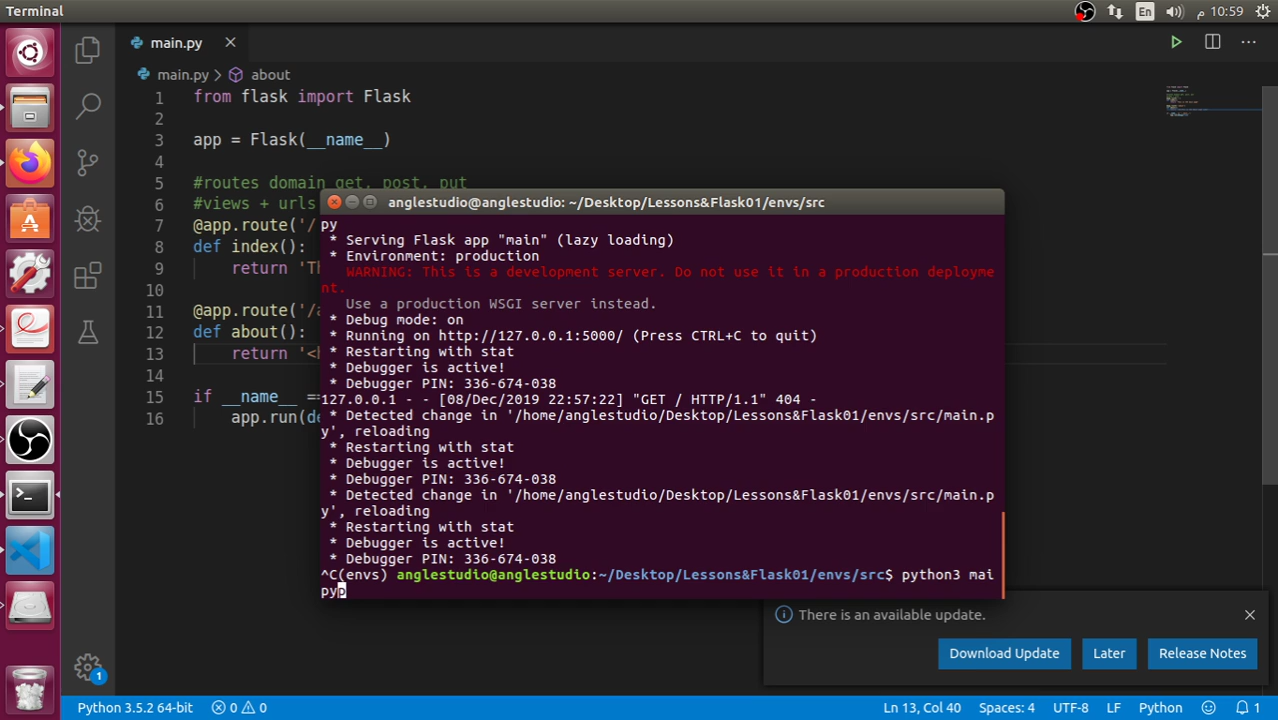 Terminal
En
م 10:59
main.py
main.py > about
1 from flask import Flask
2
3 app = Flask(__name__)
4
5 #routes domain get, post, put
6 #views + urls
7 @app.route('/
8 def index():
9 return 'Th
10
11 @app.route('/a
12 def about():
13 return '<h
14
15 if __name__ ==
16 app.run(de
anglestudio@anglestudio: ~/Desktop/Lessons&Flask01/envs/src
py
* Serving Flask app "main" (lazy loading)
* Environment: production
WARNING: This is a development server. Do not use it in a production deployme
nt.
Use a production WSGI server instead.
* Debug mode: on
* Running on http://127.0.0.1:5000/ (Press CTRL+C to quit)
* Restarting with stat
* Debugger is active!
* Debugger PIN: 336-674-038
127.0.0.1 - - [08/Dec/2019 22:57:22] "GET / HTTP/1.1" 404 -
* Detected change in '/home/anglestudio/Desktop/Lessons&Flask01/envs/src/main.p
y', reloading
* Restarting with stat
* Debugger is active!
* Debugger PIN: 336-674-038
* Detected change in '/home/anglestudio/Desktop/Lessons&Flask01/envs/src/main.p
y', reloading
* Restarting with stat
* Debugger is active!
* Debugger PIN: 336-674-038
^C(envs) anglestudio@anglestudio:~/Desktop/Lessons&Flask01/envs/src$ python3 mai
pyp
There is an available update.
Download Update
Later
Release Notes
1
Python 3.5.2 64-bit
0
0
Ln 13, Col 40
Spaces: 4
UTF-8
LF
Python
1